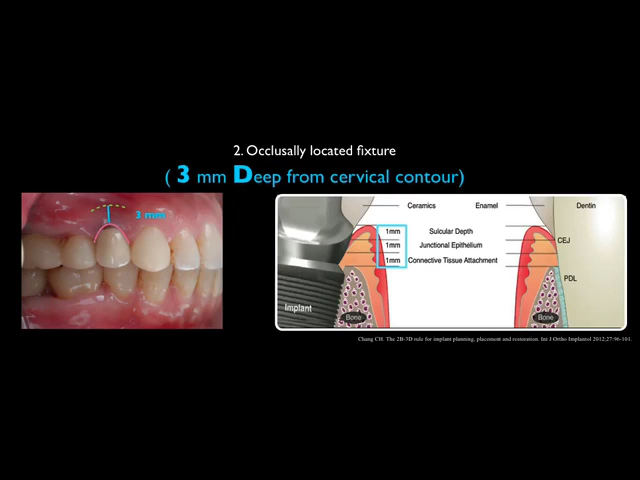 2. Occlusally located fixture
( 3 mm Deep from cervical contour)
3 mm
Ceramics Enamel Dentin
1mm Sulcular Depth
CEJ
1mm Junctional Epithelium
1mm Connective Tissue Attachment
PDL
Implant
Bone Bone
Chang CH. The 2B-3D rule for implant planning, placement and restoration. Int J Ortho Implantol 2012;27:96-101.